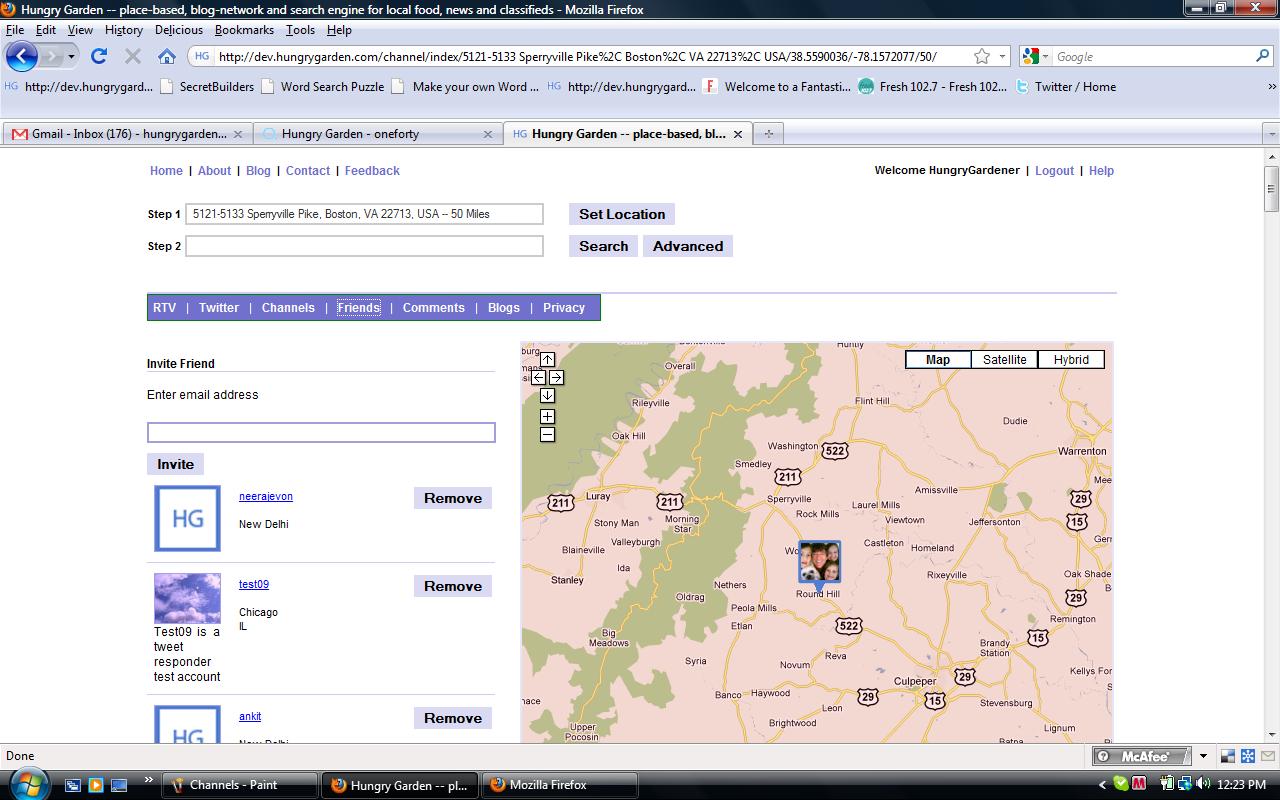 Hungry Garden -- place-based, blog-network and search engine for local food, news and classifieds - Mozilla Firefox
File Edit View History Delicious Bookmarks Tools Help
HG http://dev.hungrygarden.com/channel/index/5121-5133 Sperryville Pike%2C Boston%2C VA 22713%2C USA/38.5590036/-78.1572077/50/
Google
HG http://dev.hungrygard... SecretBuilders Word Search Puzzle Make your own Word ... HG http://dev.hungrygard... F Welcome to a Fantasti... Fresh 102.7 - Fresh 102... Twitter / Home »
Gmail - Inbox (176) - hungrygarden... Hungry Garden - oneforty HG Hungry Garden -- place-based, bl...
Home | About | Blog | Contact | Feedback
Welcome HungryGardener | Logout | Help
Step 1 5121-5133 Sperryville Pike, Boston, VA 22713, USA -- 50 Miles Set Location
Step 2 Search Advanced
RTV | Twitter | Channels | Friends | Comments | Blogs | Privacy
Invite Friend
Enter email address
Invite
HG
neerajevon
New Delhi
Remove
test09
Chicago
IL
Remove
Test09 is a
tweet
responder
test account
HG
ankit
Remove
Map Satellite Hybrid
Huntly
Overall
Rileyville
Flint Hill
Dudie
Oak Hill
Washington
522
Warrenton
Smedley
211
Luray
211
211
Sperryville
Amissville
29
Rock Mills
Laurel Mills
Stony Man
Morning
Star
Viewtown
Jeffersonton
15
Valleyburgh
Blaineville
Castleton
Homeland
Ida
Stanley
Nethers
Rixeyville
Oak Shade
Oldrag
Round Hill
29
Peola Mills
Remington
Etlan
522
Big
Meadows
15
Brandy
Station
Syria
Reva
Novum
Culpeper
29
Kellys For
Banco
Haywood
29
15
Stevensburg
Leon
Upper
Pocosin
Brightwood
Lignum
Done
McAfee
» Channels - Paint Hungry Garden -- pl... Mozilla Firefox
12:23 PM